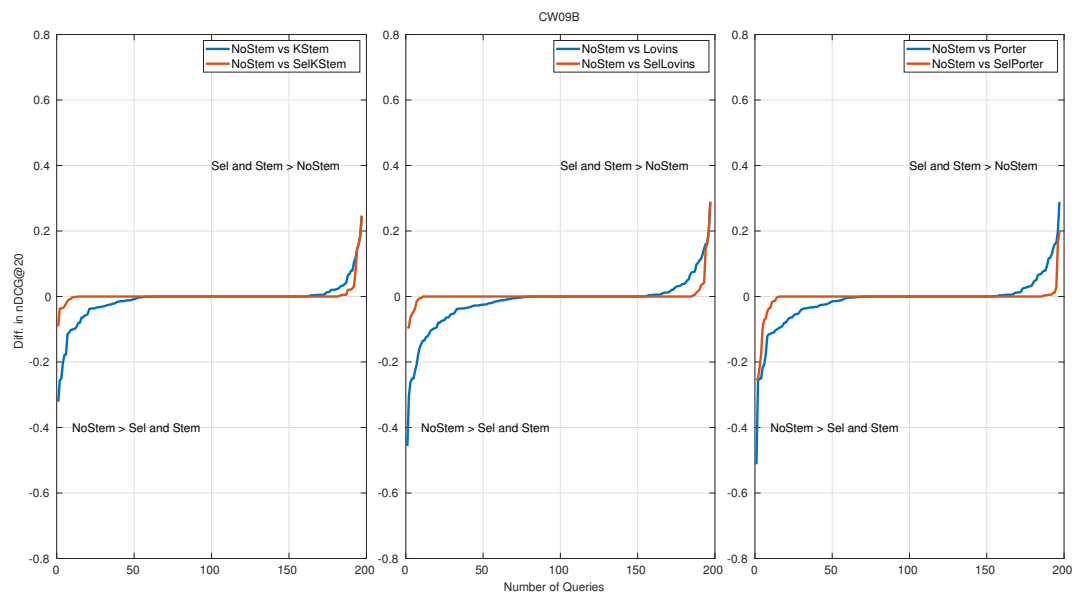 CW09B
Diff. in nNDCG@20
0.8
0.6
0.4
0.2
0
-0.2
-0.4
-0.6
-0.8
NoStem vs KStem
NoStem vs SelKStem
Sel and Stem > NoStem
NoStem > Sel and Stem
0 50 100 150 200
0.8
0.6
0.4
0.2
0
-0.2
-0.4
-0.6
-0.8
NoStem vs Lovins
NoStem vs SelLovins
Sel and Stem > NoStem
NoStem > Sel and Stem
0 50 100 150 200
0.8
0.6
0.4
0.2
0
-0.2
-0.4
-0.6
-0.8
NoStem vs Porter
NoStem vs SelPorter
Sel and Stem > NoStem
NoStem > Sel and Stem
0 50 100 150 200
Number of Queries